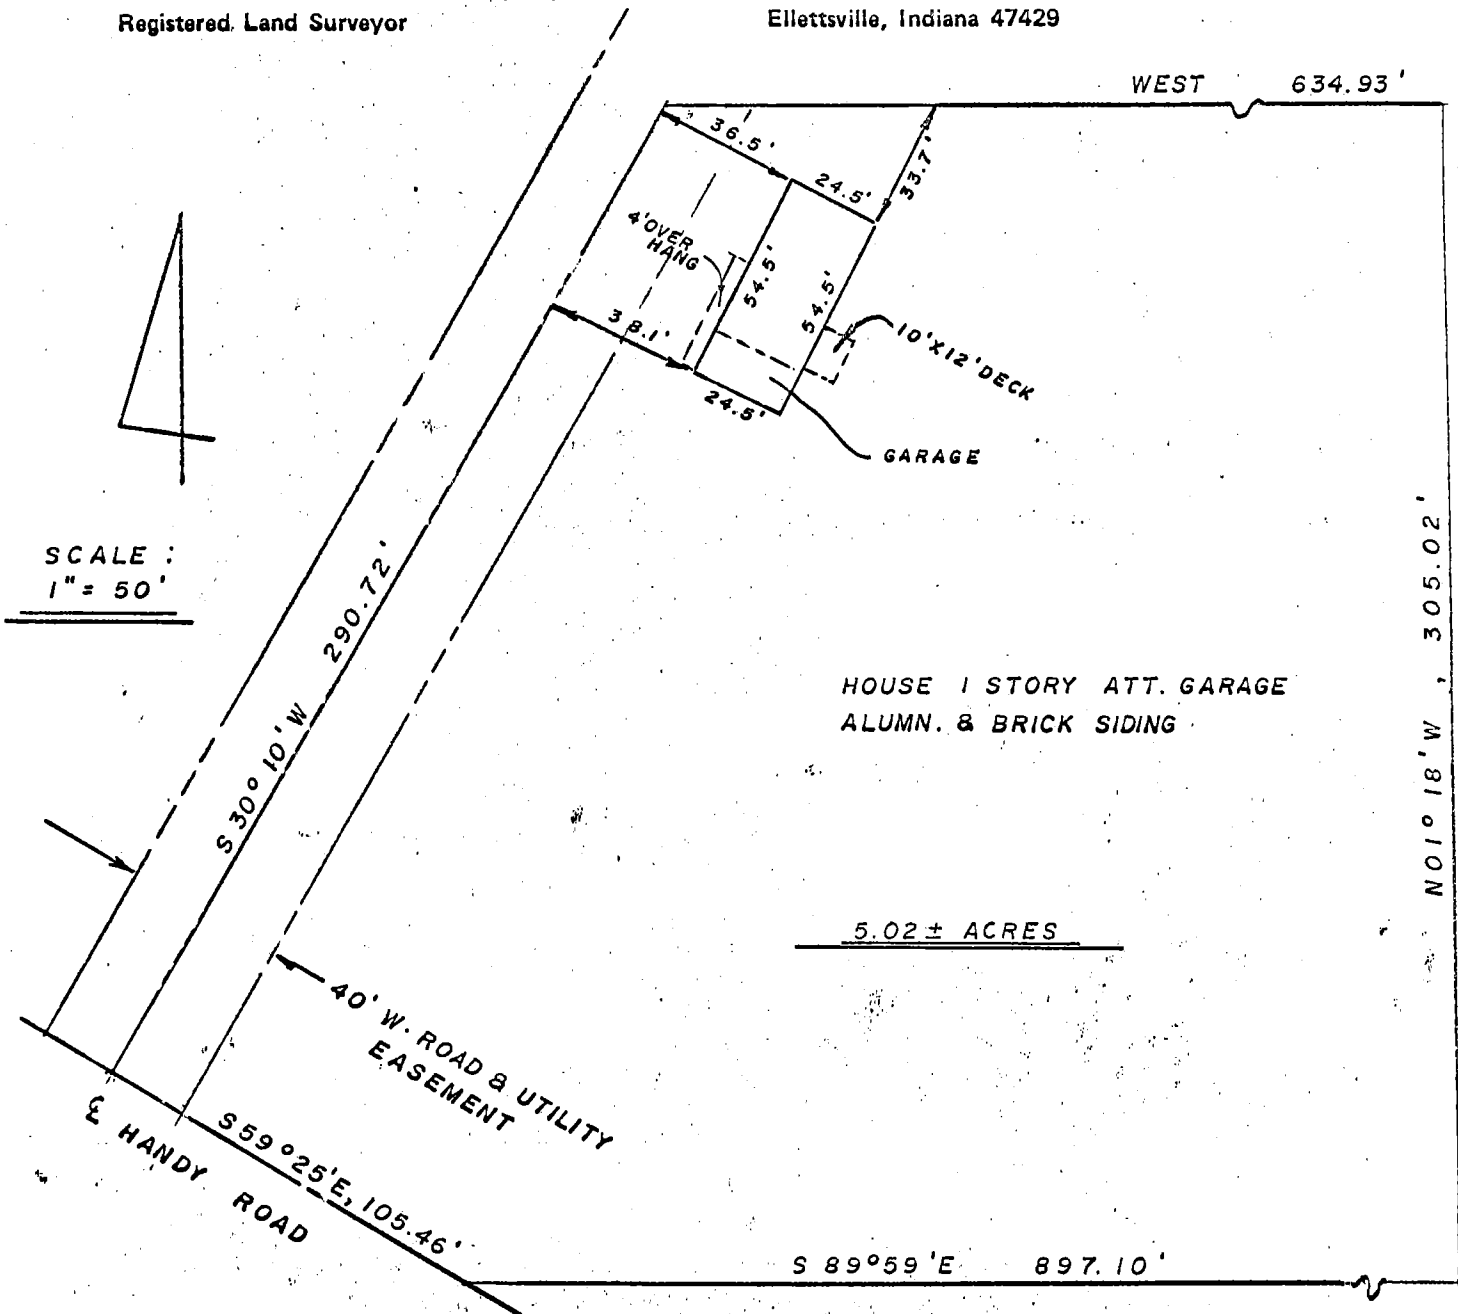 Registered Land Surveyor
Ellettsville, Indiana 47429
WEST 634.93'
36.5'
24.5'
33.7'
4' OVER
HANG
54.5'
54.5'
38.1'
10'X12' DECK
24.5'
GARAGE
SCALE :
1" = 50'
S 30° 10' W 290.72'
HOUSE 1 STORY ATT. GARAGE
ALUMN. & BRICK SIDING
N01° 18' W , 305.02'
5.02 ± ACRES
40' W. ROAD & UTILITY
EASEMENT
℄ HANDY ROAD
S 59° 25' E, 105.46'
S 89° 59' E 897.10'